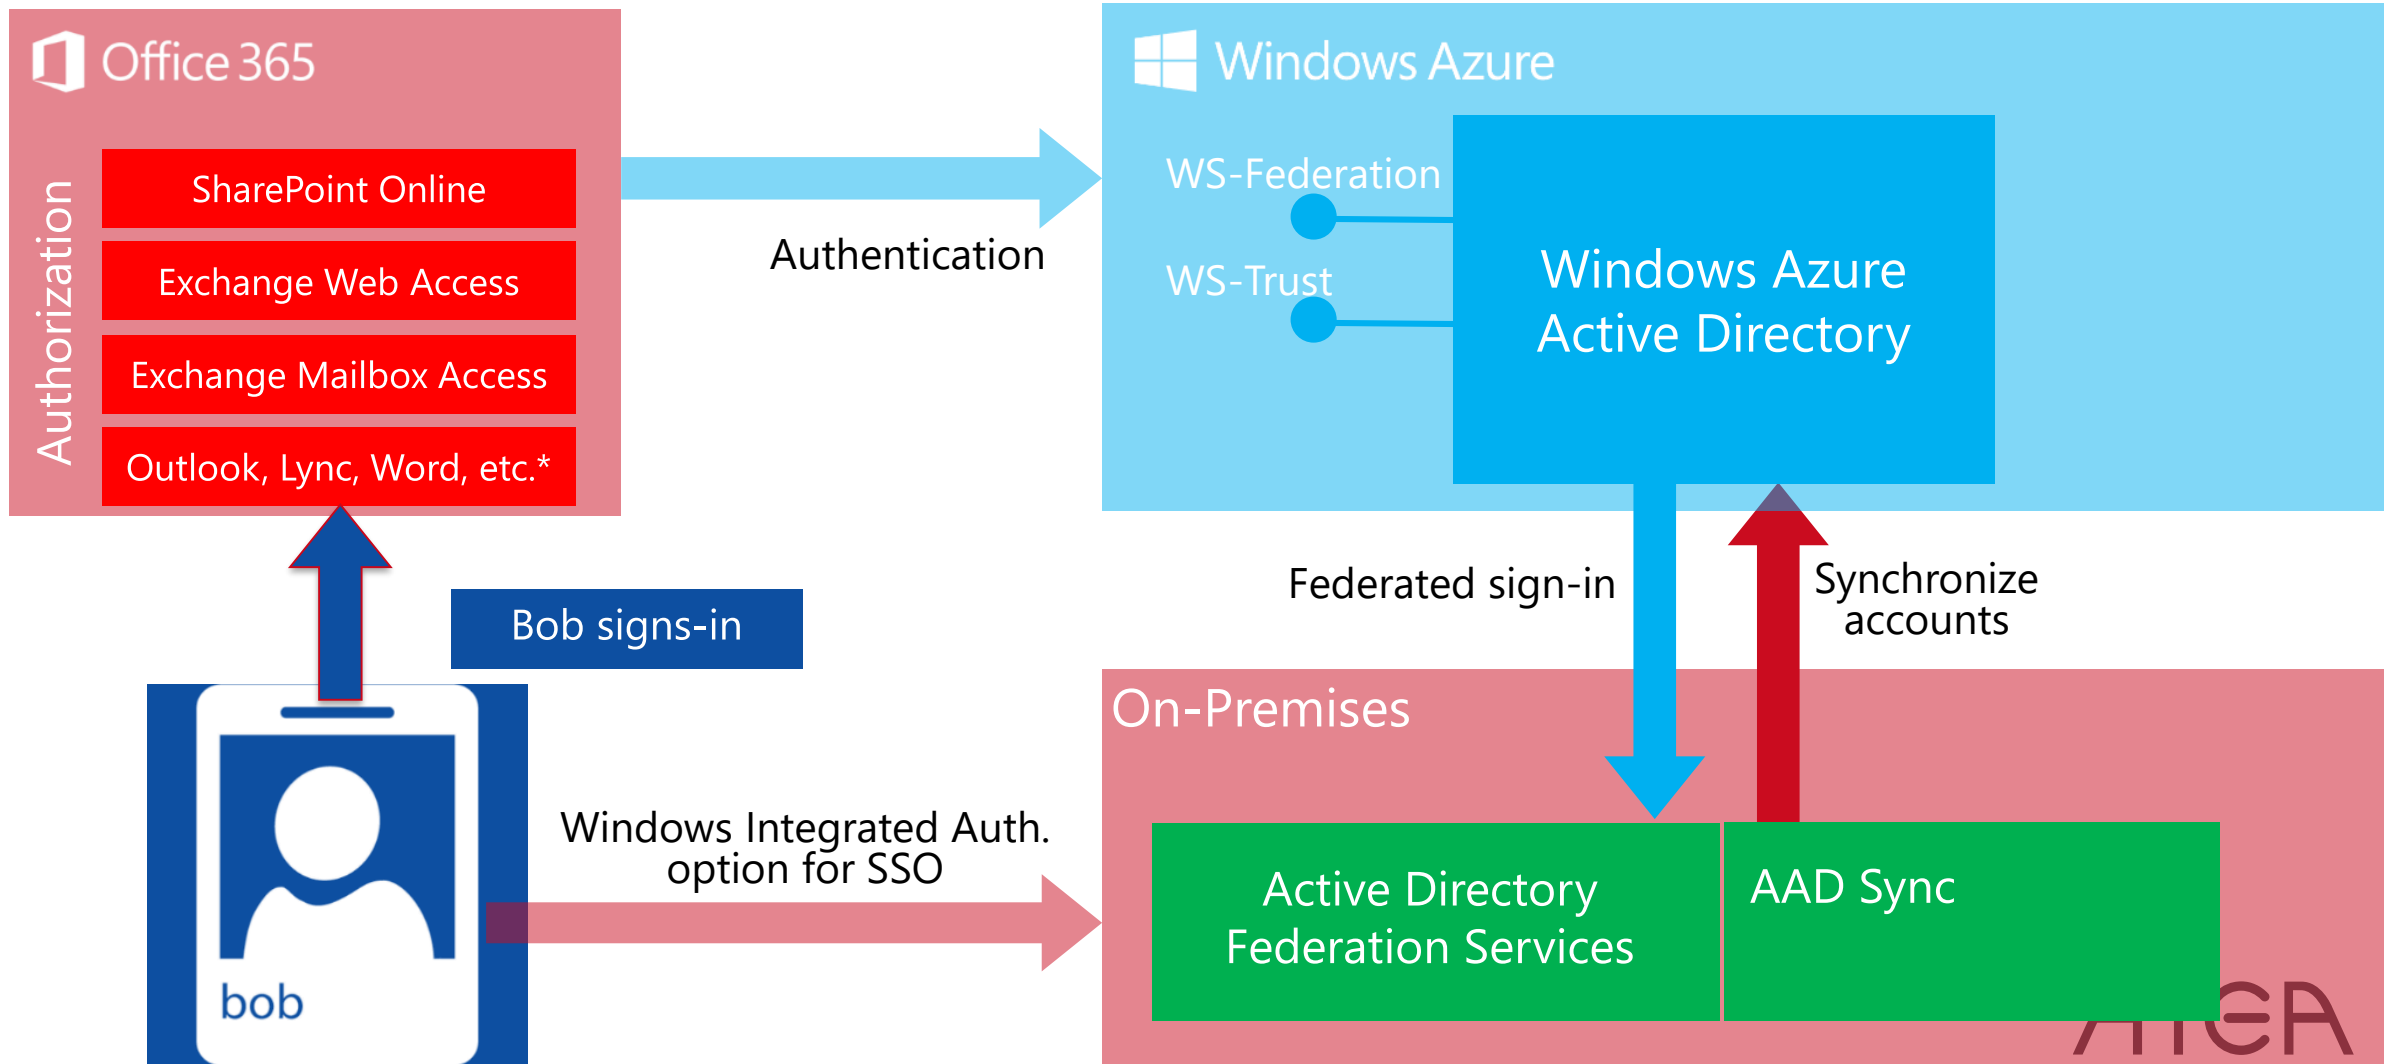 Office 365
Authorization
SharePoint Online
Exchange Web Access
Exchange Mailbox Access
Outlook, Lync, Word, etc.*
Authentication
Windows Azure
WS-Federation
WS-Trust
Windows Azure
Active Directory
Bob signs-in
Federated sign-in
Synchronize
accounts
bob
Windows Integrated Auth.
option for SSO
On-Premises
Active Directory
Federation Services
AAD Sync
ATEA